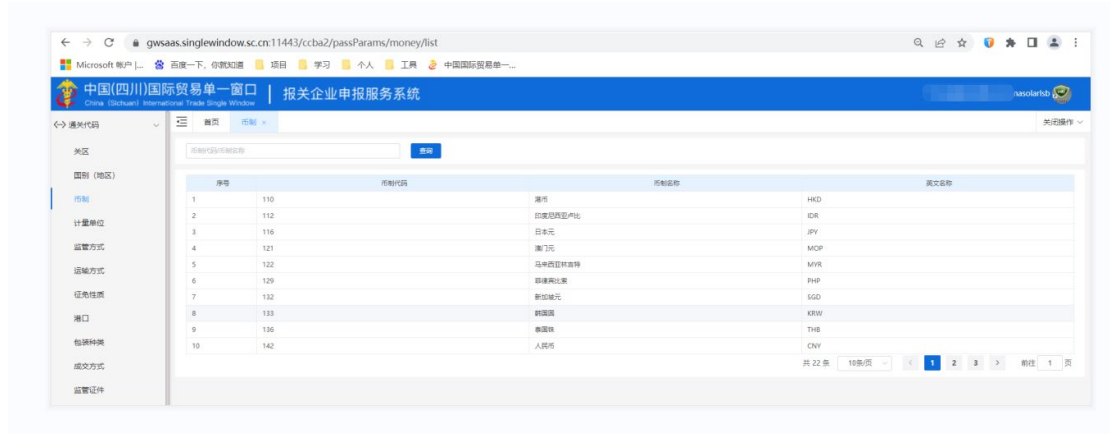 gwsaas.singlewindow.sc.cn:11443/ccba2/passParams/money/list
Microsoft 帐户 |... 百度一下，你就知道 项目 学习 个人 工具 中国国际贸易单一-...
中国(四川)国际贸易单一窗口 报关企业申报服务系统
China (Sichuan) International Trade Single Window
nasolarisb
通关代码 首页 币制 × 关闭操作
关区
币制代码/币制名称 查询
国别（地区）
币制
计量单位
监管方式
运输方式
征免性质
港口
包装种类
成交方式
监管证件
序号 币制代码 币制名称 英文名称
1 110 港币 HKD
2 112 印度尼西亚卢比 IDR
3 116 日本元 JPY
4 121 澳门元 MOP
5 122 马来西亚林吉特 MYR
6 129 菲律宾比索 PHP
7 132 新加坡元 SGD
8 133 韩国圆 KRW
9 136 泰国铢 THB
10 142 人民币 CNY
共 22 条 10条/页 < 1 2 3 > 前往 1 页